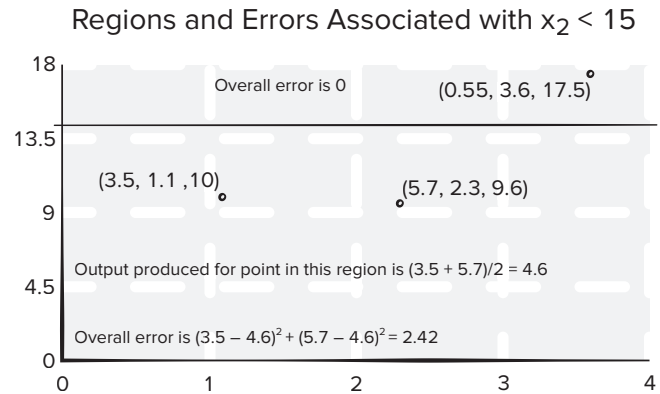 Regions and Errors Associated with x₂ < 15
18
Overall error is 0
(0.55, 3.6, 17.5)
13.5
(3.5, 1.1 ,10)
(5.7, 2.3, 9.6)
9
Output produced for point in this region is (3.5 + 5.7)/2 = 4.6
4.5
Overall error is (3.5 – 4.6)² + (5.7 – 4.6)² = 2.42
0
0 1 2 3 4